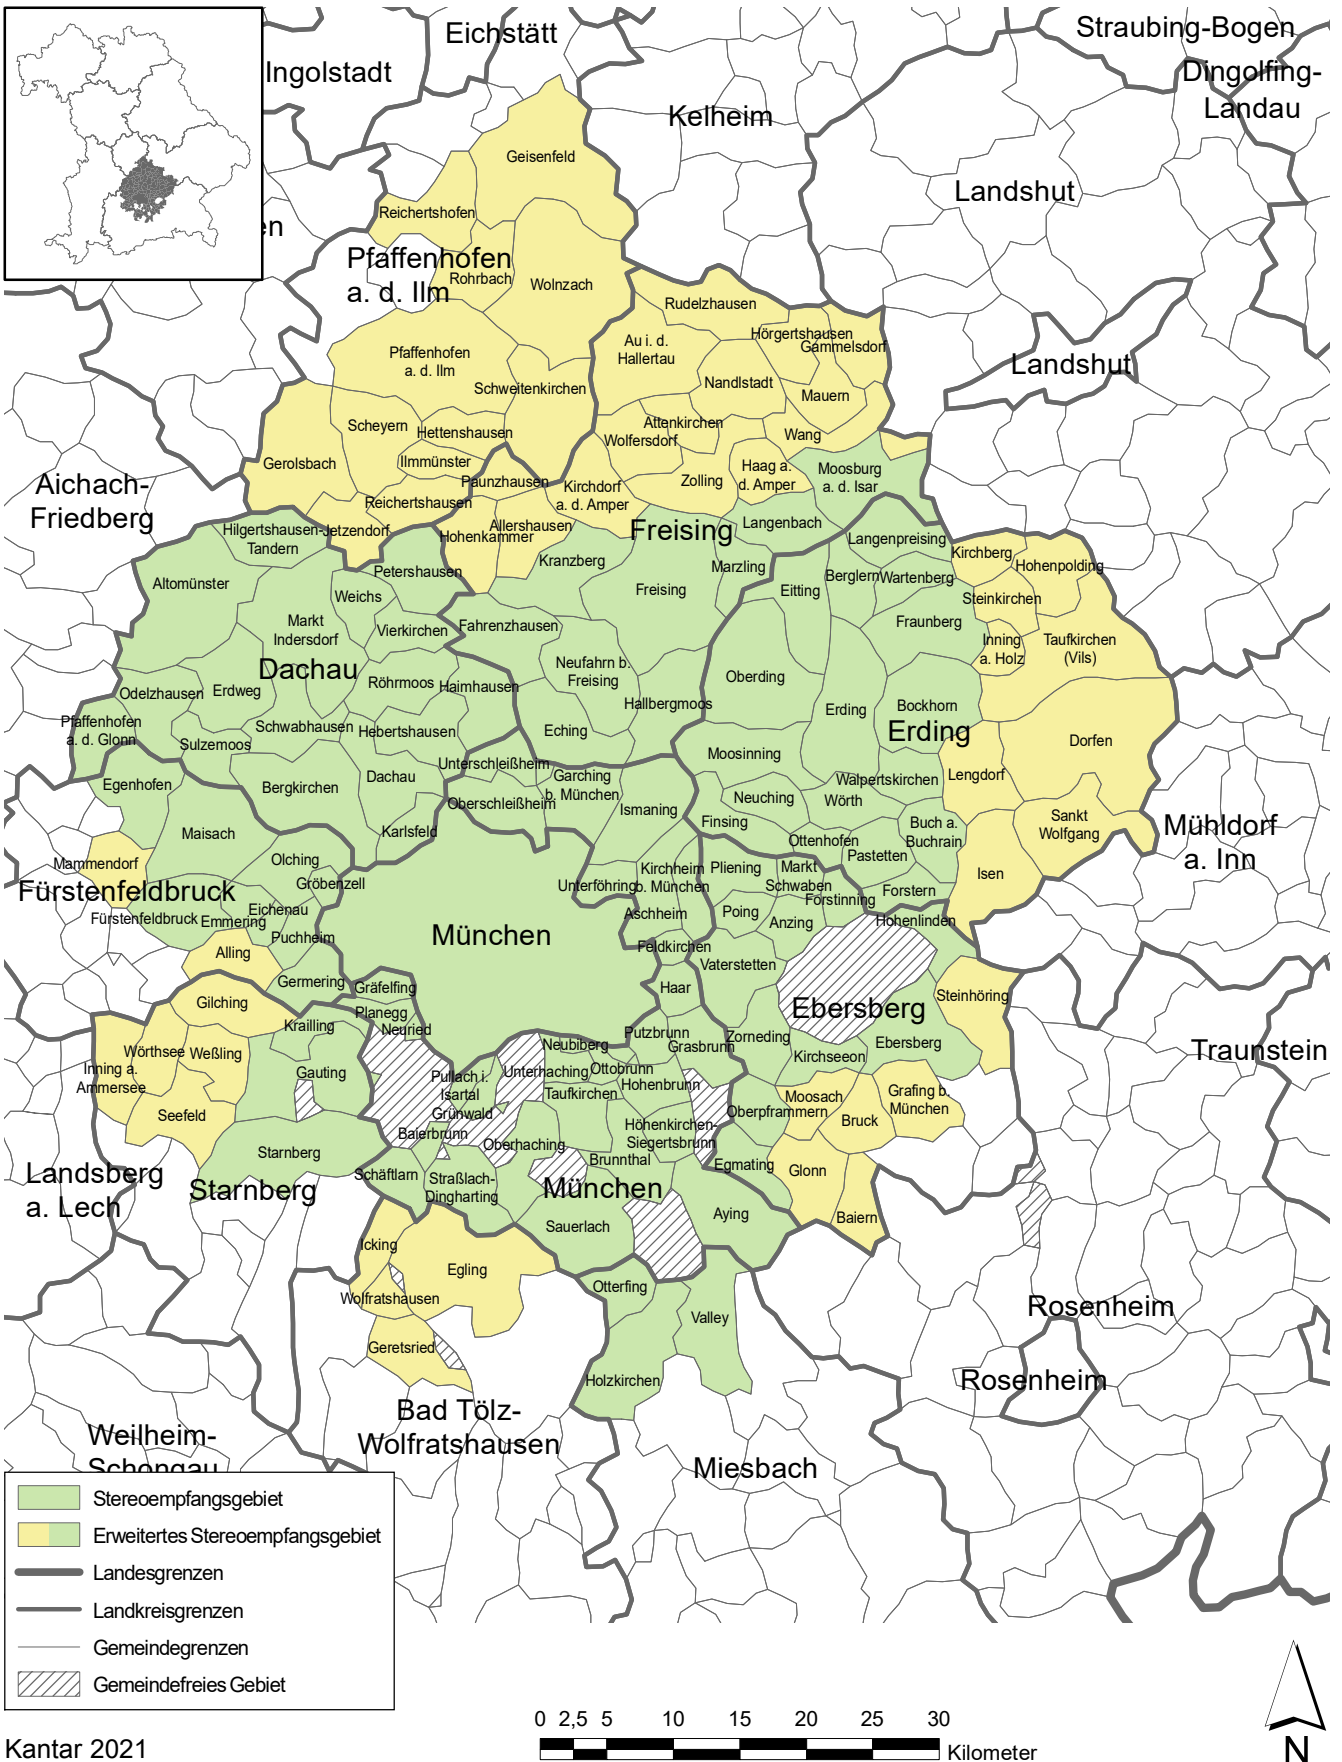 Eichstätt
Straubing-Bogen
Ingolstadt
Dingolfing-
Landau
Kelheim
Geisenfeld
Landshut
Reichertshofen
en
Pfaffenhofen
a. d. Ilm
Rohrbach
Wolnzach
Rudelzhausen
Hörgertshausen
Gammelsdorf
Au i. d.
Hallertau
Pfaffenhofen
a. d. Ilm
Landshut
Schweitenkirchen
Nandlstadt
Mauern
Scheyern
Hettenshausen
Attenkirchen
Wolfersdorf
Wang
Gerolsbach
Ilmmünster
Paunzhausen
Zolling
Haag a.
d. Amper
Moosburg
a. d. Isar
Aichach-
Friedberg
Kirchdorf
a. d. Amper
Reichertshausen
Hilgertshausen-
Tandern
Jetzendorf
Hohenkammer
Allershausen
Freising
Langenbach
Langenpreising
Kirchberg
Hohenpolding
Kranzberg
Altomünster
Petershausen
Marzling
Weichs
Freising
Eitting
Berglern
Wartenberg
Steinkirchen
Markt
Indersdorf
Vierkirchen
Fahrenzhausen
Fraunberg
Inning
a. Holz
Taufkirchen
(Vils)
Dachau
Neufahrn b.
Freising
Odelzhausen
Erdweg
Röhrmoos
Haimhausen
Oberding
Hallbergmoos
Erding
Bockhorn
Pfaffenhofen
a. d. Glonn
Schwabhausen
Hebertshausen
Eching
Erding
Sulzemoos
Dorfen
Moosinning
Unterschleißheim
Garching
b. München
Lengdorf
Walpertskirchen
Egenhofen
Bergkirchen
Dachau
Oberschleißheim
Ismaning
Neuching
Wörth
Finsing
Buch a.
Buchrain
Sankt
Wolfgang
Mühldorf
a. Inn
Maisach
Karlsfeld
Ottenhofen
Pastetten
Mammendorf
Olching
Kirchheim
b. München
Pliening
Markt
Schwaben
Isen
Fürstenfeldbruck
Gröbenzell
Unterföhring
Forstinning
Forstern
Fürstenfeldbruck
Emmering
Eichenau
Aschheim
Poing
Anzing
Hohenlinden
Puchheim
München
Feldkirchen
Alling
Vaterstetten
Germering
Gräfelfing
Haar
Steinhöring
Gilching
Planegg
Ebersberg
Krailling
Neuried
Putzbrunn
Grasbrunn
Zorneding
Ebersberg
Wörthsee
Weßling
Neubiberg
Kirchseeon
Traunstein
Inning a.
Ammersee
Gauting
Pullach i.
Isartal
Unterhaching
Ottobrunn
Hohenbrunn
Taufkirchen
Moosach
Grafing b.
München
Seefeld
Grünwald
Oberpframmern
Bruck
Baierbrunn
Höhenkirchen-
Siegertsbrunn
Starnberg
Oberhaching
Brunnthal
Landsberg
a. Lech
Schäftlarn
Straßlach-
Dingharting
Egmating
Glonn
Starnberg
München
Aying
Baiern
Sauerlach
Icking
Egling
Otterfing
Wolfratshausen
Valley
Rosenheim
Geretsried
Holzkirchen
Rosenheim
Bad Tölz-
Wolfratshausen
Weilheim-
Schongau
Miesbach
Stereoempfangsgebiet
Erweitertes Stereoempfangsgebiet
Landesgrenzen
Landkreisgrenzen
Gemeindegrenzen
Gemeindefreies Gebiet
0 2,5 5 10 15 20 25 30
Kilometer
Kantar 2021
N